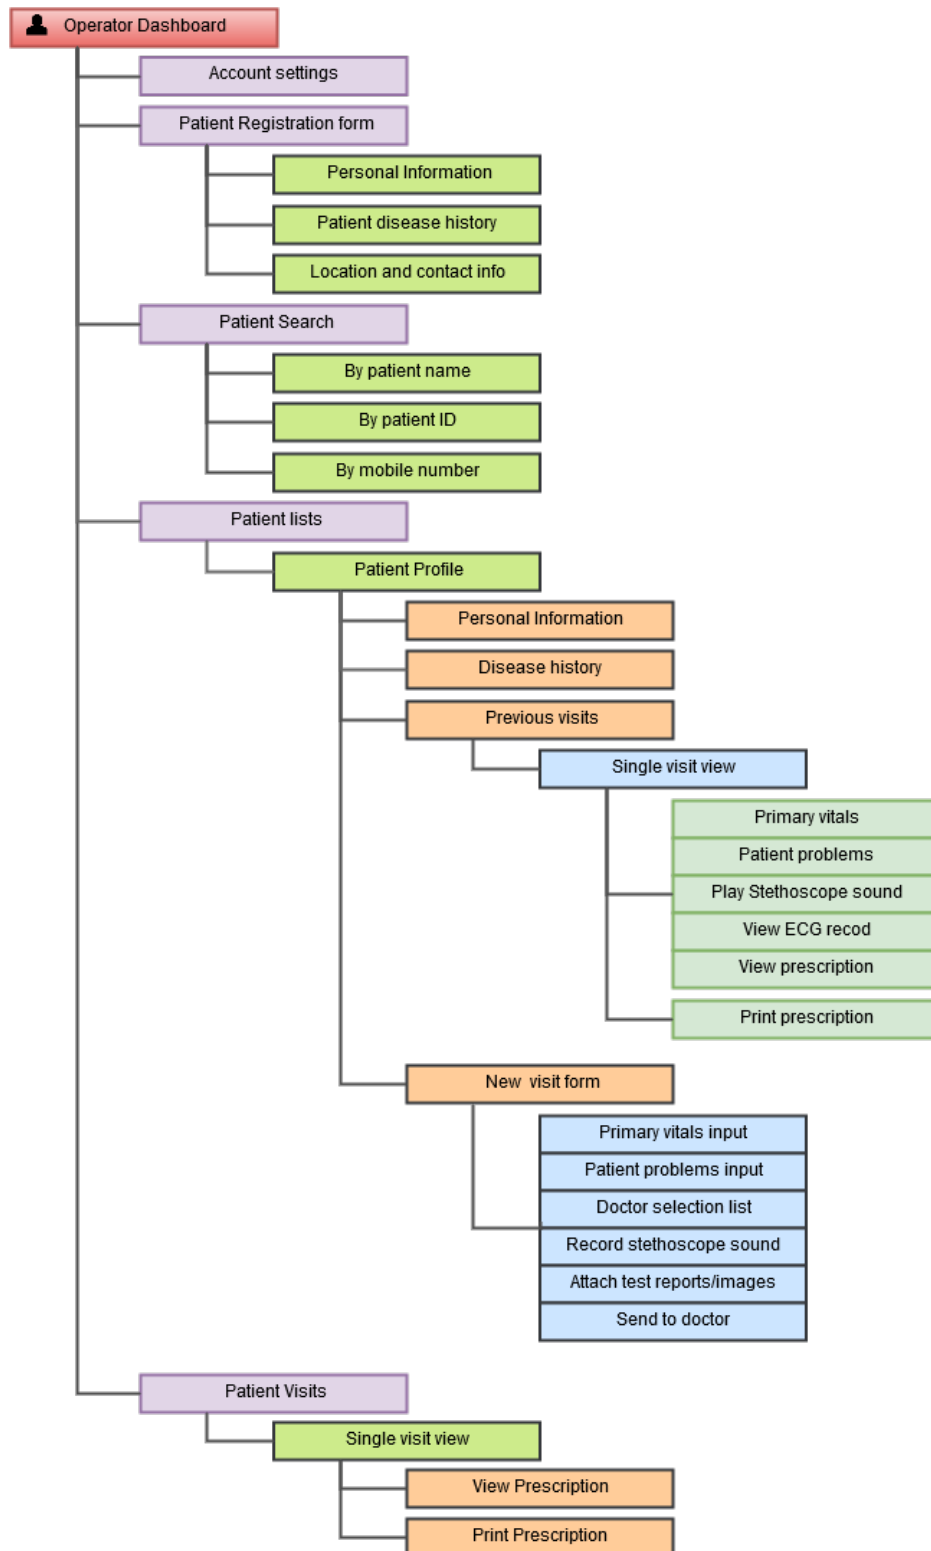 Operator Dashboard
Account settings
Patient Registration form
Personal Information
Patient disease history
Location and contact info
Patient Search
By patient name
By patient ID
By mobile number
Patient lists
Patient Profile
Personal Information
Disease history
Previous visits
Single visit view
Primary vitals
Patient problems
Play Stethoscope sound
View ECG recod
View prescription
Print prescription
New visit form
Primary vitals input
Patient problems input
Doctor selection list
Record stethoscope sound
Attach test reports/images
Send to doctor
Patient Visits
Single visit view
View Prescription
Print Prescription